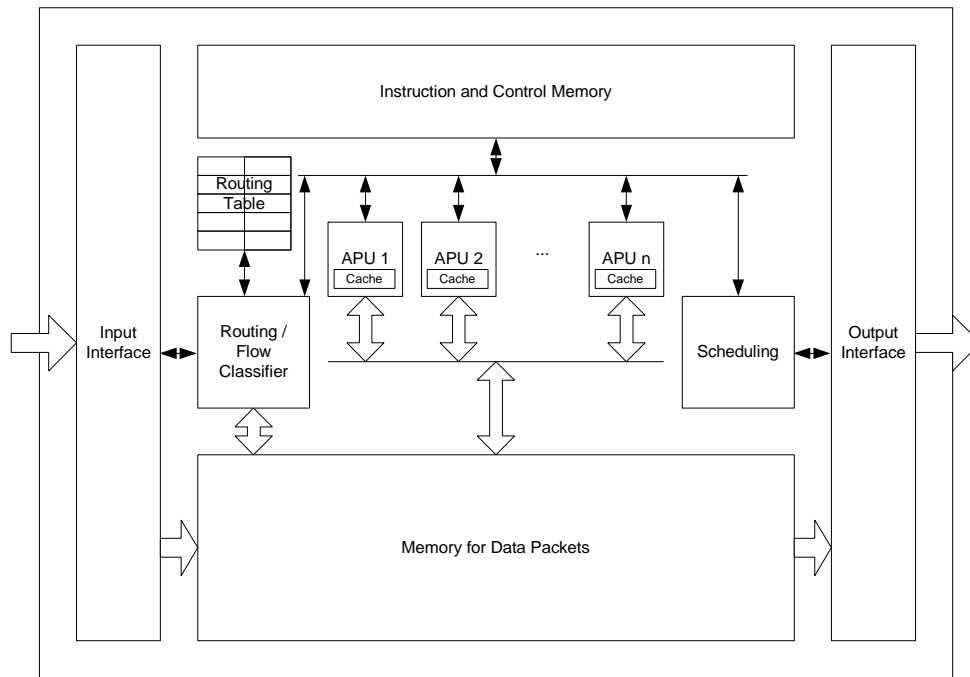 Instruction and Control Memory
Routing
Table
APU 1
Cache
APU 2
Cache
...
APU n
Cache
Input
Interface
Routing /
Flow
Classifier
Scheduling
Output
Interface
Memory for Data Packets